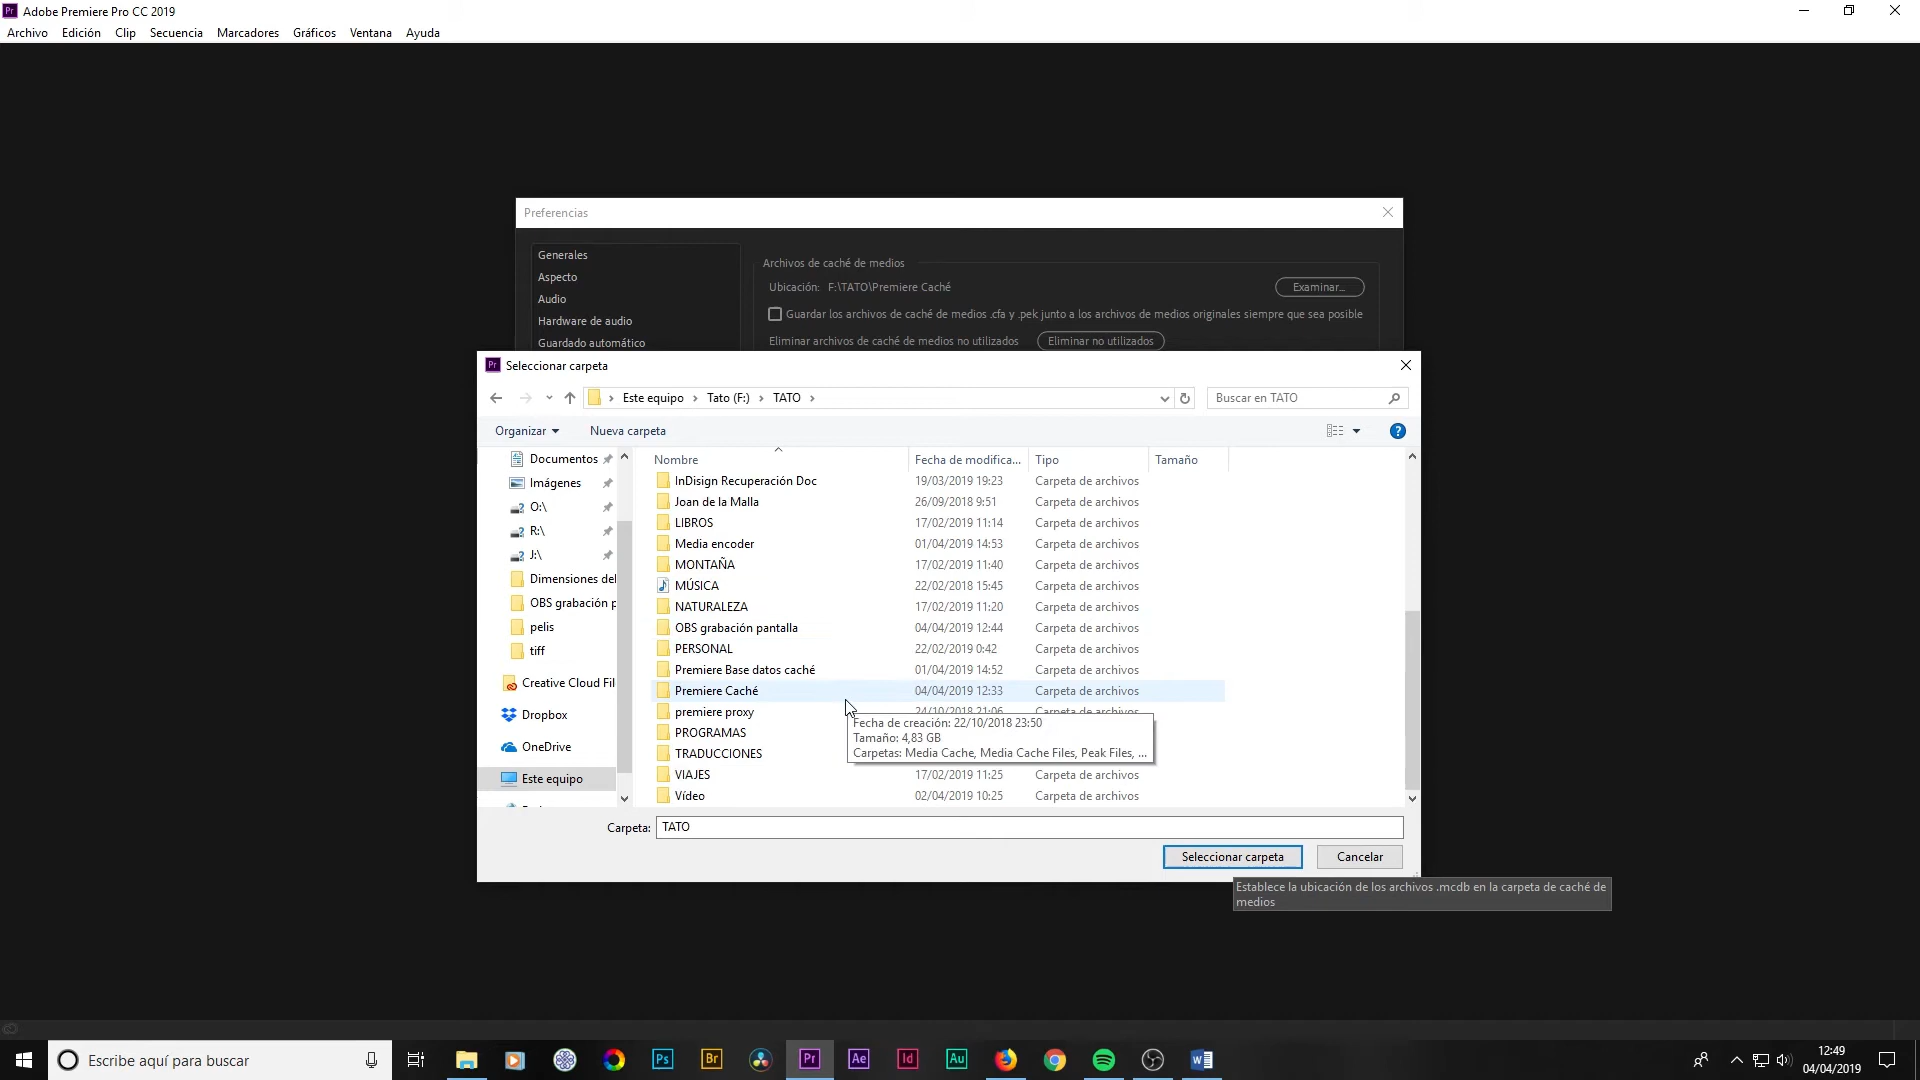 Adobe Premiere Pro CC 2019
Archivo Edición Clip Secuencia Marcadores Gráficos Ventana Ayuda
Preferencias
Generales
Aspecto
Audio
Hardware de audio
Guardado automático
Archivos de caché de medios
Ubicación: F:\TATO\Premiere Caché Examinar...
Guardar los archivos de caché de medios .cfa y .pek junto a los archivos de medios originales siempre que sea posible
Eliminar archivos de caché de medios no utilizados Eliminar no utilizados
Seleccionar carpeta
Este equipo > Tato (F:) > TATO >
Buscar en TATO
Organizar Nueva carpeta
Documentos
Imágenes
O:\
R:\
J:\
Dimensiones del
OBS grabación p
pelis
tiff
Creative Cloud Fil
Dropbox
OneDrive
Este equipo
Nombre Fecha de modifica... Tipo Tamaño
InDisign Recuperación Doc 19/03/2019 19:23 Carpeta de archivos
Joan de la Malla 26/09/2018 9:51 Carpeta de archivos
LIBROS 17/02/2019 11:14 Carpeta de archivos
Media encoder 01/04/2019 14:53 Carpeta de archivos
MONTAÑA 17/02/2019 11:40 Carpeta de archivos
MÚSICA 22/02/2018 15:45 Carpeta de archivos
NATURALEZA 17/02/2019 11:20 Carpeta de archivos
OBS grabación pantalla 04/04/2019 12:44 Carpeta de archivos
PERSONAL 22/02/2019 0:42 Carpeta de archivos
Premiere Base datos caché 01/04/2019 14:52 Carpeta de archivos
Premiere Caché 04/04/2019 12:33 Carpeta de archivos
premiere proxy 24/10/2018 21:06 Carpeta de archivos
PROGRAMAS
TRADUCCIONES
VIAJES 17/02/2019 11:25 Carpeta de archivos
Vídeo 02/04/2019 10:25 Carpeta de archivos
Fecha de creación: 22/10/2018 23:50
Tamaño: 4,83 GB
Carpetas: Media Cache, Media Cache Files, Peak Files, ...
Carpeta: TATO
Seleccionar carpeta Cancelar
Establece la ubicación de los archivos .mcdb en la carpeta de caché de
medios
Escribe aquí para buscar
Ps Br Pr Ae Id Au
12:49
04/04/2019